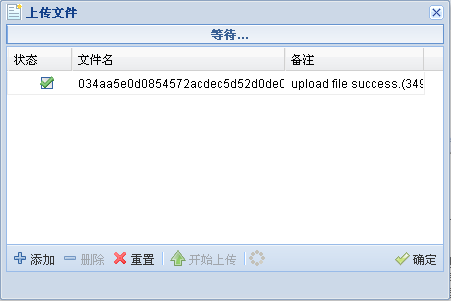 上传文件
等待...
状态 文件名 备注
034aa5e0d0854572acdec5d52d0de0 upload file success.(349
添加 删除 重置 开始上传 确定